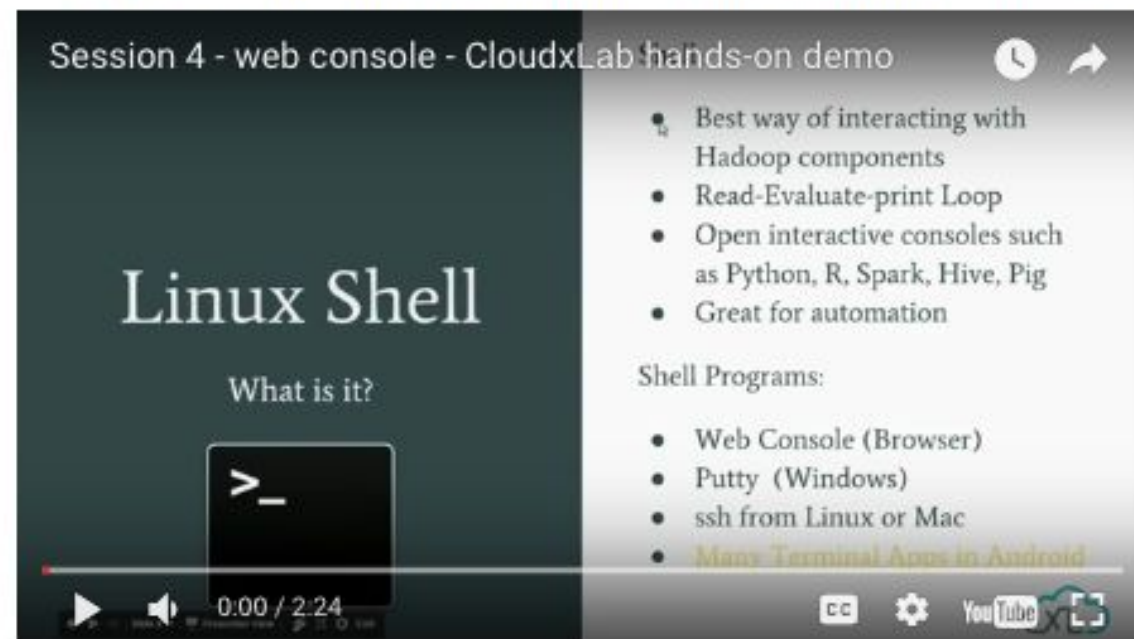 Session 4 - web console - CloudxLab hands-on demo
Linux Shell
What is it?
>_
Shell
Best way of interacting with
Hadoop components
Read-Evaluate-print Loop
Open interactive consoles such
as Python, R, Spark, Hive, Pig
Great for automation
Shell Programs:
Web Console (Browser)
Putty (Windows)
ssh from Linux or Mac
Many Terminal Apps in Android
0:00 / 2:24
CC
YouTube